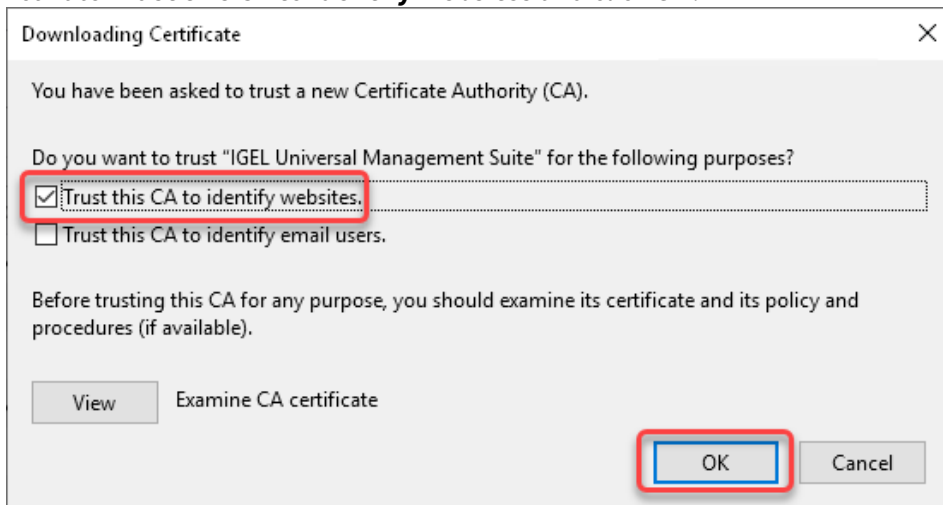 Downloading Certificate
You have been asked to trust a new Certificate Authority (CA).
Do you want to trust “IGEL Universal Management Suite” for the following purposes?
Trust this CA to identify websites.
Trust this CA to identify email users.
Before trusting this CA for any purpose, you should examine its certificate and its policy and
procedures (if available).
View Examine CA certificate
OK Cancel